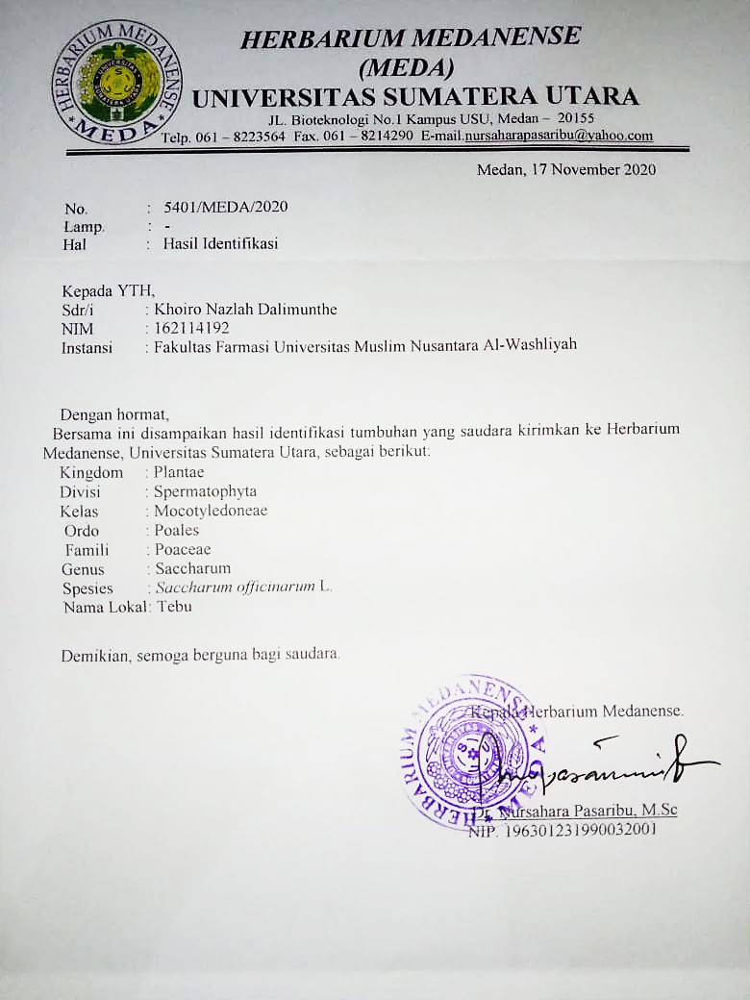 HERBARIUM MEDANENSE
* MEDA *
UNIVERSITAS
SUMATERA UTARA
HERBARIUM MEDANENSE
(MEDA)
UNIVERSITAS SUMATERA UTARA
JL. Bioteknologi No.1 Kampus USU, Medan – 20155
Telp. 061 – 8223564 Fax. 061 – 8214290 E-mail.nursaharapasaribu@yahoo.com
Medan, 17 November 2020
No. : 5401/MEDA/2020
Lamp. : -
Hal : Hasil Identifikasi
Kepada YTH,
Sdr/i : Khoiro Nazlah Dalimunthe
NIM : 162114192
Instansi : Fakultas Farmasi Universitas Muslim Nusantara Al-Washliyah
Dengan hormat,
Bersama ini disampaikan hasil identifikasi tumbuhan yang saudara kirimkan ke Herbarium
Medanense, Universitas Sumatera Utara, sebagai berikut:
Kingdom : Plantae
Divisi : Spermatophyta
Kelas : Mocotyledoneae
Ordo : Poales
Famili : Poaceae
Genus : Saccharum
Spesies : Saccharum officinarum L.
Nama Lokal: Tebu
Demikian, semoga berguna bagi saudara.
Kepala Herbarium Medanense.
HERBARIUM MEDANENSE
* MEDA *
Dr. Nursahara Pasaribu, M.Sc
NIP. 196301231990032001